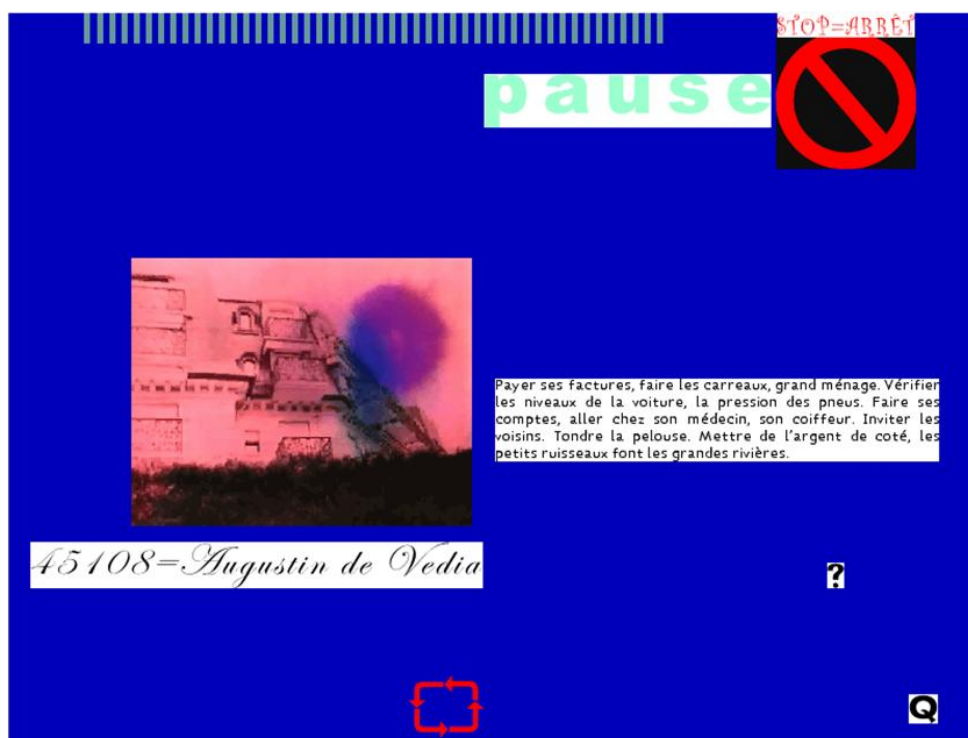 STOP=ARRÊT
pause
Payer ses factures, faire les carreaux, grand ménage. Vérifier
les niveaux de la voiture, la pression des pneus. Faire ses
comptes, aller chez son médecin, son coiffeur. Inviter les
voisins. Tondre la pelouse. Mettre de l'argent de coté, les
petits ruisseaux font les grandes rivières.
45108=Augustin de Vedia
?
Q